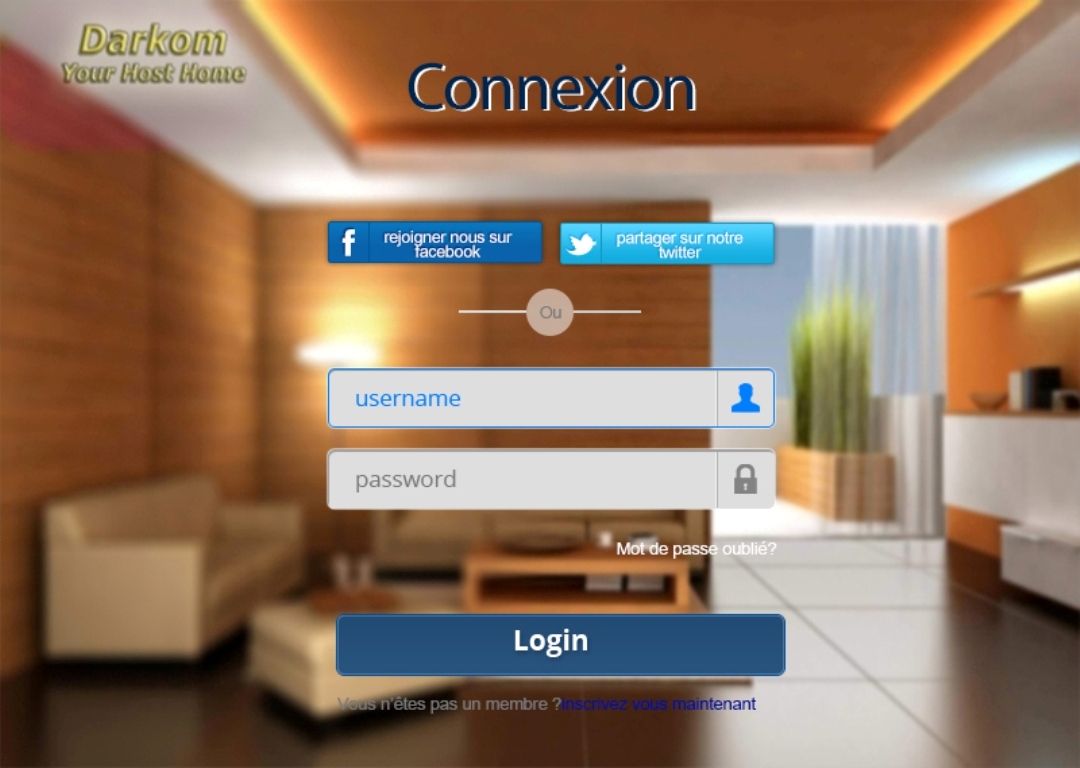 Darkom
Your Host Home
Connexion
rejoigner nous sur
facebook
partager sur notre
twitter
Ou
username
password
Mot de passe oublié?
Login
Vous n'êtes pas un membre ?inscrivez vous maintenant